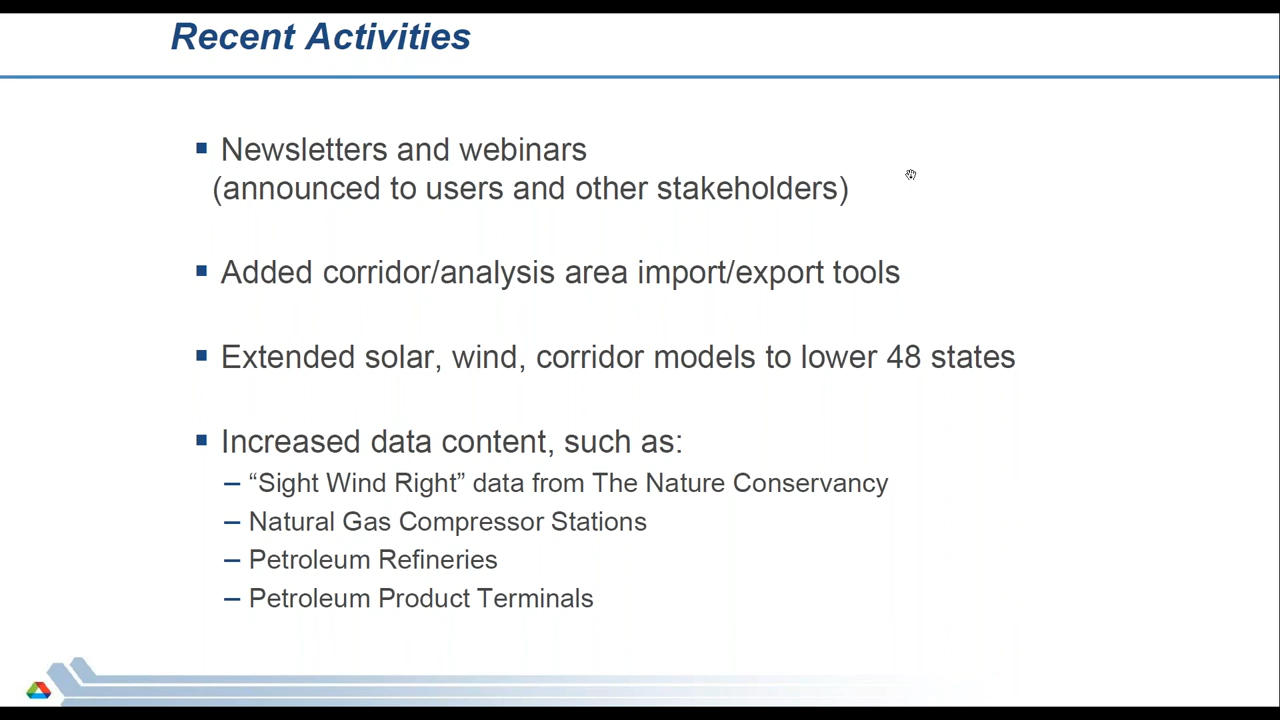 Recent Activities
▪ Newsletters and webinars
(announced to users and other stakeholders)
▪ Added corridor/analysis area import/export tools
▪ Extended solar, wind, corridor models to lower 48 states
▪ Increased data content, such as:
– “Sight Wind Right” data from The Nature Conservancy
– Natural Gas Compressor Stations
– Petroleum Refineries
– Petroleum Product Terminals